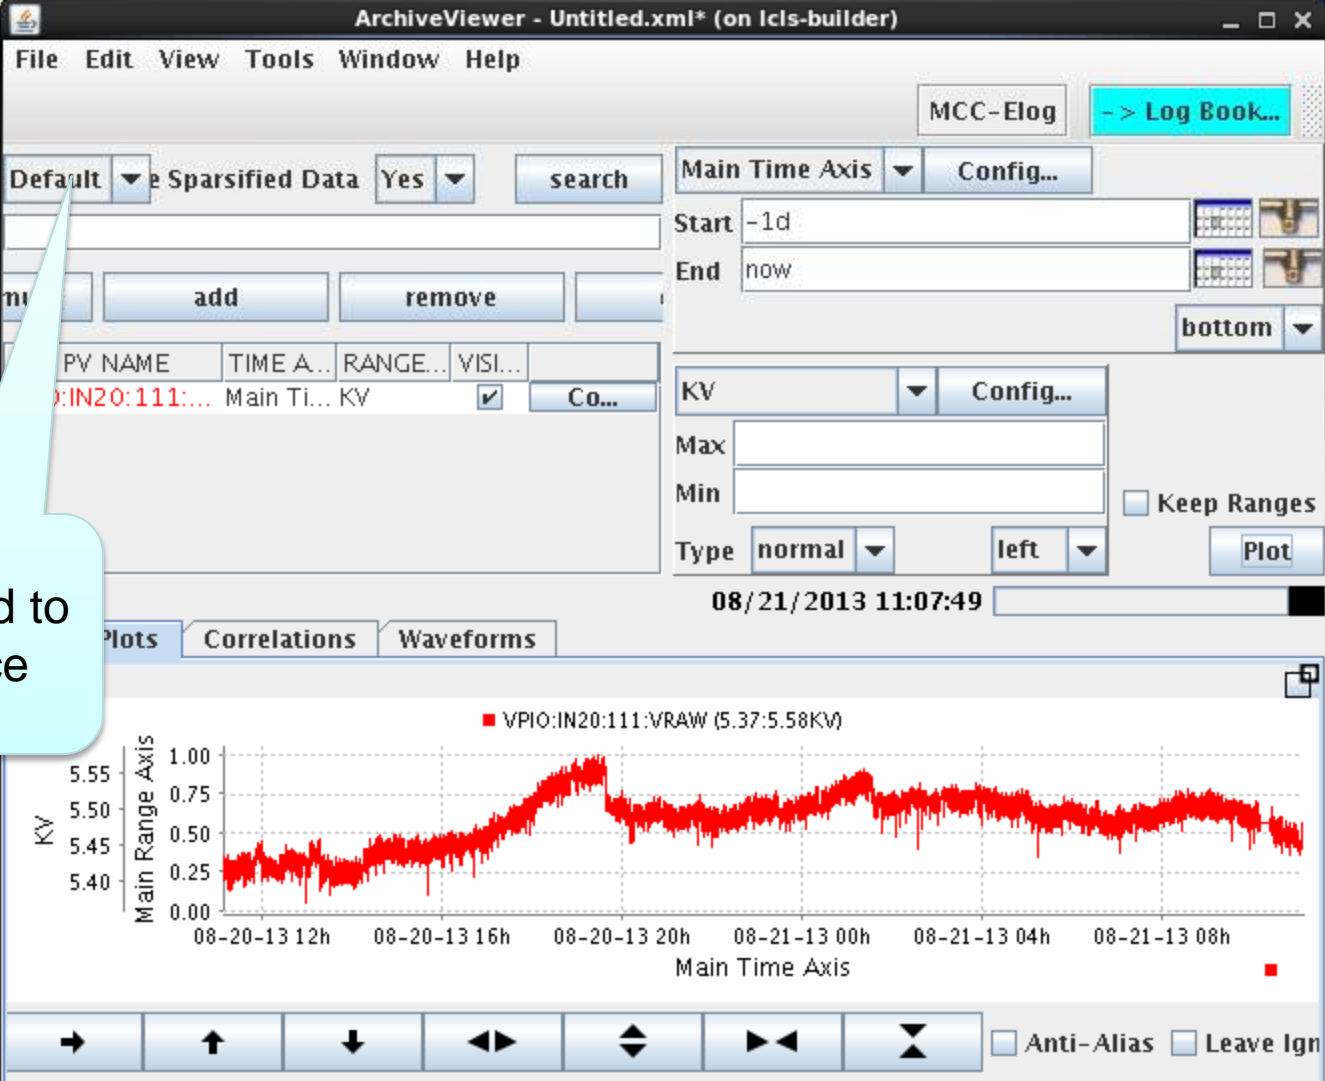 ArchiveViewer - Untitled.xml* (on lcls-builder)
File Edit View Tools Window Help
MCC-Elog -> Log Book...
Default e Sparsified Data Yes search
Main Time Axis Config...
Start -1d
End now
add remove
bottom
PV NAME TIME A... RANGE... VISI...
:IN20:111:... Main Ti... KV Co...
KV Config...
Max
Min
Keep Ranges
Type normal left Plot
08/21/2013 11:07:49
d to
ce
Plots Correlations Waveforms
VPIO:IN20:111:VRAW (5.37:5.58KV)
KV
5.55
5.50
5.45
5.40
Main Range Axis
1.00
0.75
0.50
0.25
0.00
08-20-13 12h 08-20-13 16h 08-20-13 20h 08-21-13 00h 08-21-13 04h 08-21-13 08h
Main Time Axis
Anti-Alias Leave Ign